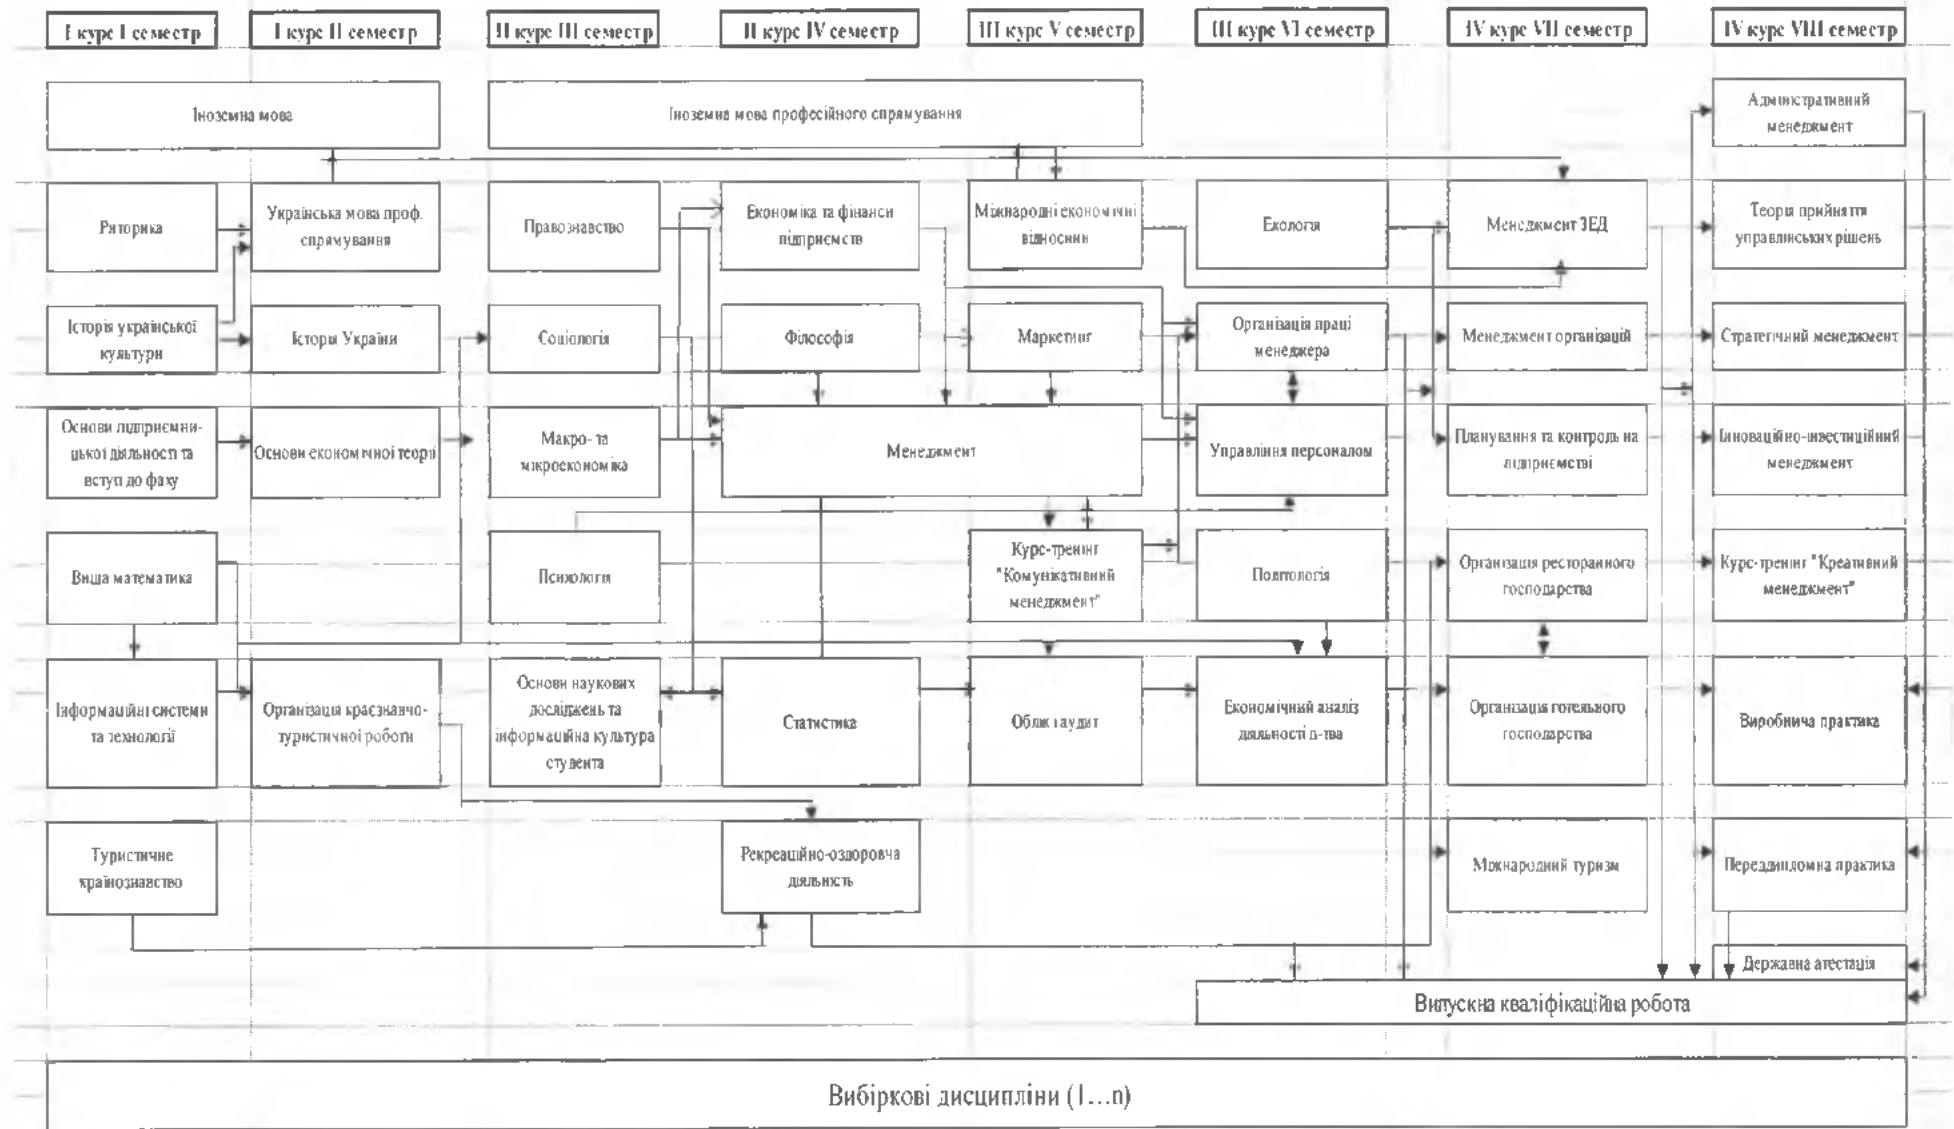 I курс I семестр
I курс II семестр
II курс III семестр
II курс IV семестр
III курс V семестр
III курс VI семестр
IV курс VII семестр
IV курс VIII семестр
Іноземна мова
Іноземна мова професійного спрямування
Адміністративний
менеджмент
Риторика
Українська мова проф.
спрямування
Правознавство
Економіка та фінанси
підприємств
Міжнародні економічні
відносини
Екологія
Менеджмент ЗЕД
Теорія прийняття
управлінських рішень
Історія української
культури
Історія України
Соціологія
Філософія
Маркетинг
Організація праці
менеджера
Менеджмент організацій
Стратегічний менеджмент
Основи підприємни-
цької діяльності та
вступ до фаху
Основи економічної теорії
Макро- та
мікроекономіка
Менеджмент
Управління персоналом
Планування та контроль на
підприємстві
Інноваційно-інвестиційний
менеджмент
Вища математика
Психологія
Курс-тренінг
"Комунікативний
менеджмент"
Політологія
Організація ресторанного
господарства
Курс-тренінг "Креативний
менеджмент"
Інформаційні системи
та технології
Організація краєзнавчо-
туристичної роботи
Основи наукових
досліджень та
інформаційна культура
студента
Статистика
Облік і аудит
Економічний аналіз
діяльності п-тва
Організація готельного
господарства
Виробнича практика
Туристичне
країнознавство
Рекреаційно-оздоровча
діяльність
Міжнародний туризм
Переддипломна практика
Державна атестація
Випускна кваліфікаційна робота
Вибіркові дисципліни (1...n)